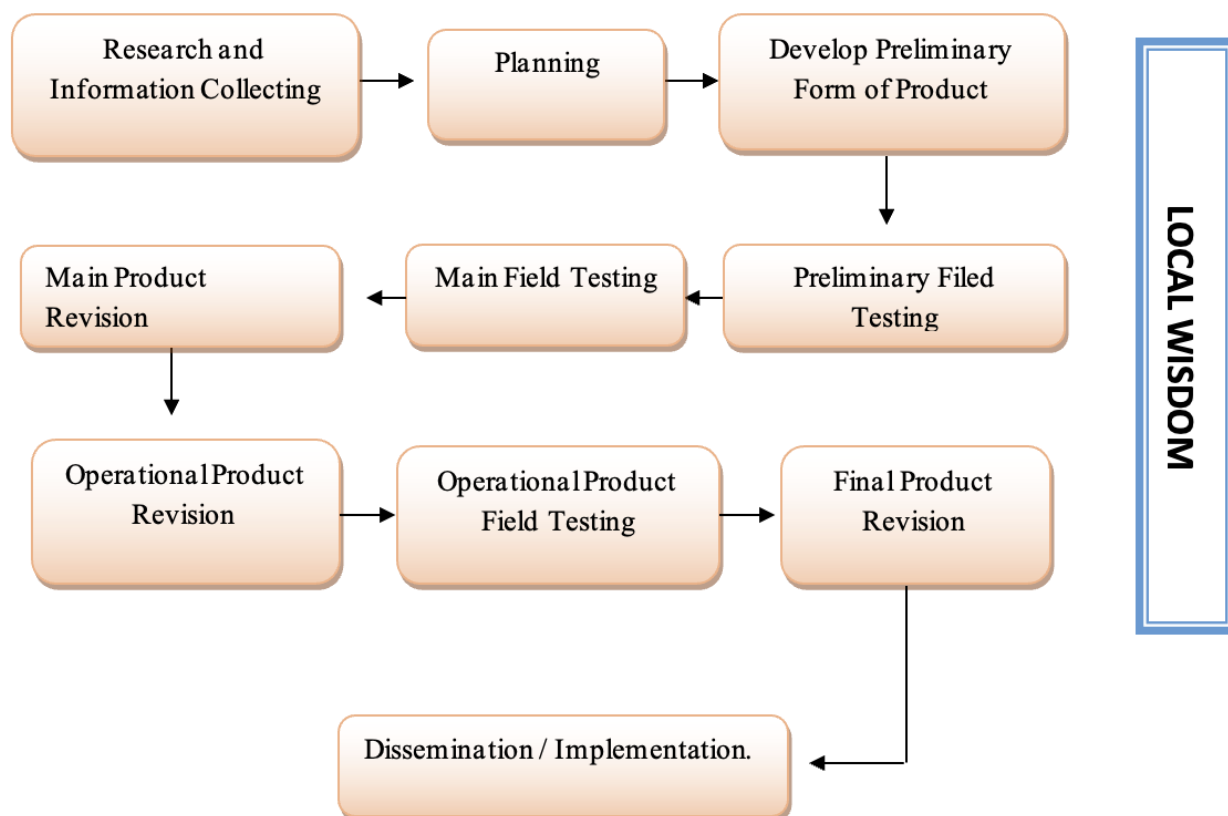 Research and
Information Collecting
Planning
Develop Preliminary
Form of Product
Preliminary Filed
Testing
Main Field Testing
Main Product
Revision
Operational Product
Revision
Operational Product
Field Testing
Final Product
Revision
Dissemination / Implementation.
LOCAL WISDOM